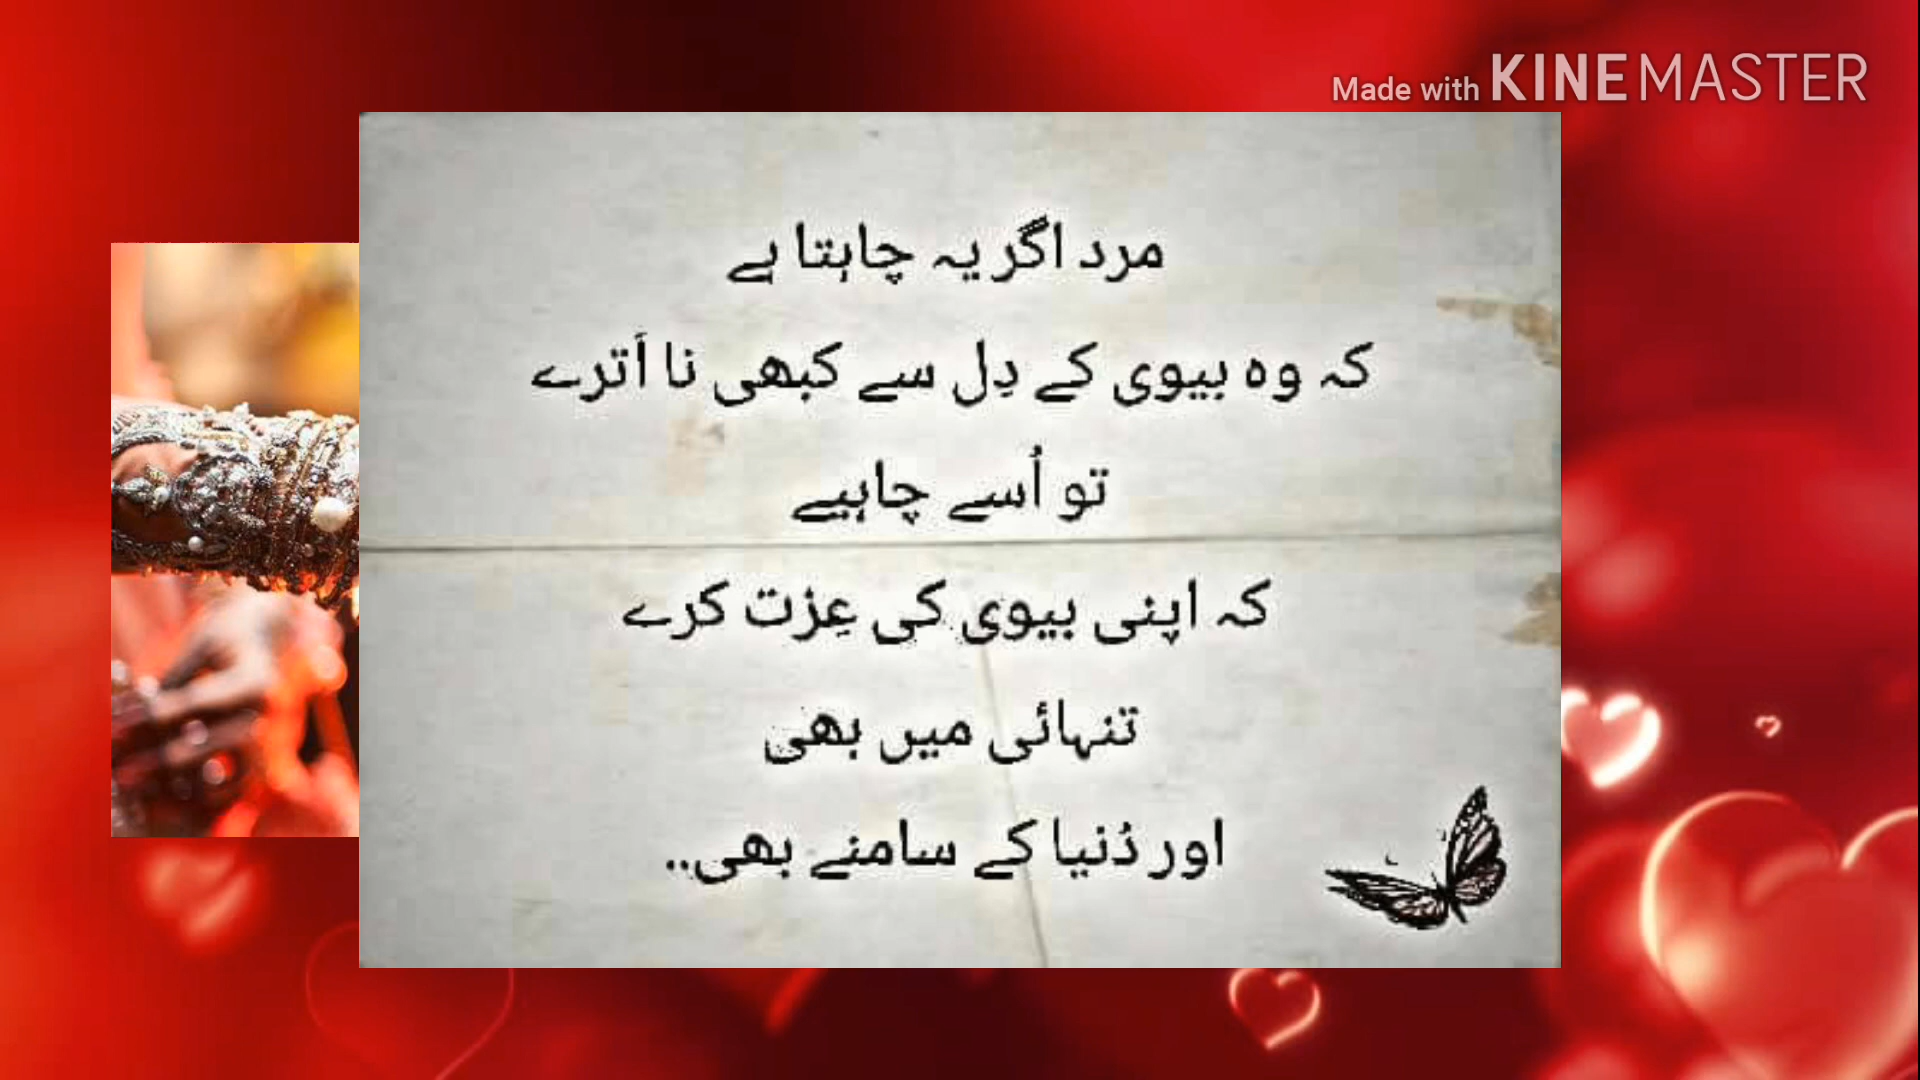 Made with KINEMASTER
مرد اگر یہ چاہتا ہے
کہ وہ بیوی کے دِل سے کبھی نا اَترے
تو اُسے چاہیے
کہ اپنی بیوی کی عِزت کرے
تنہائی میں بھی
اور دُنیا کے سامنے بھی..